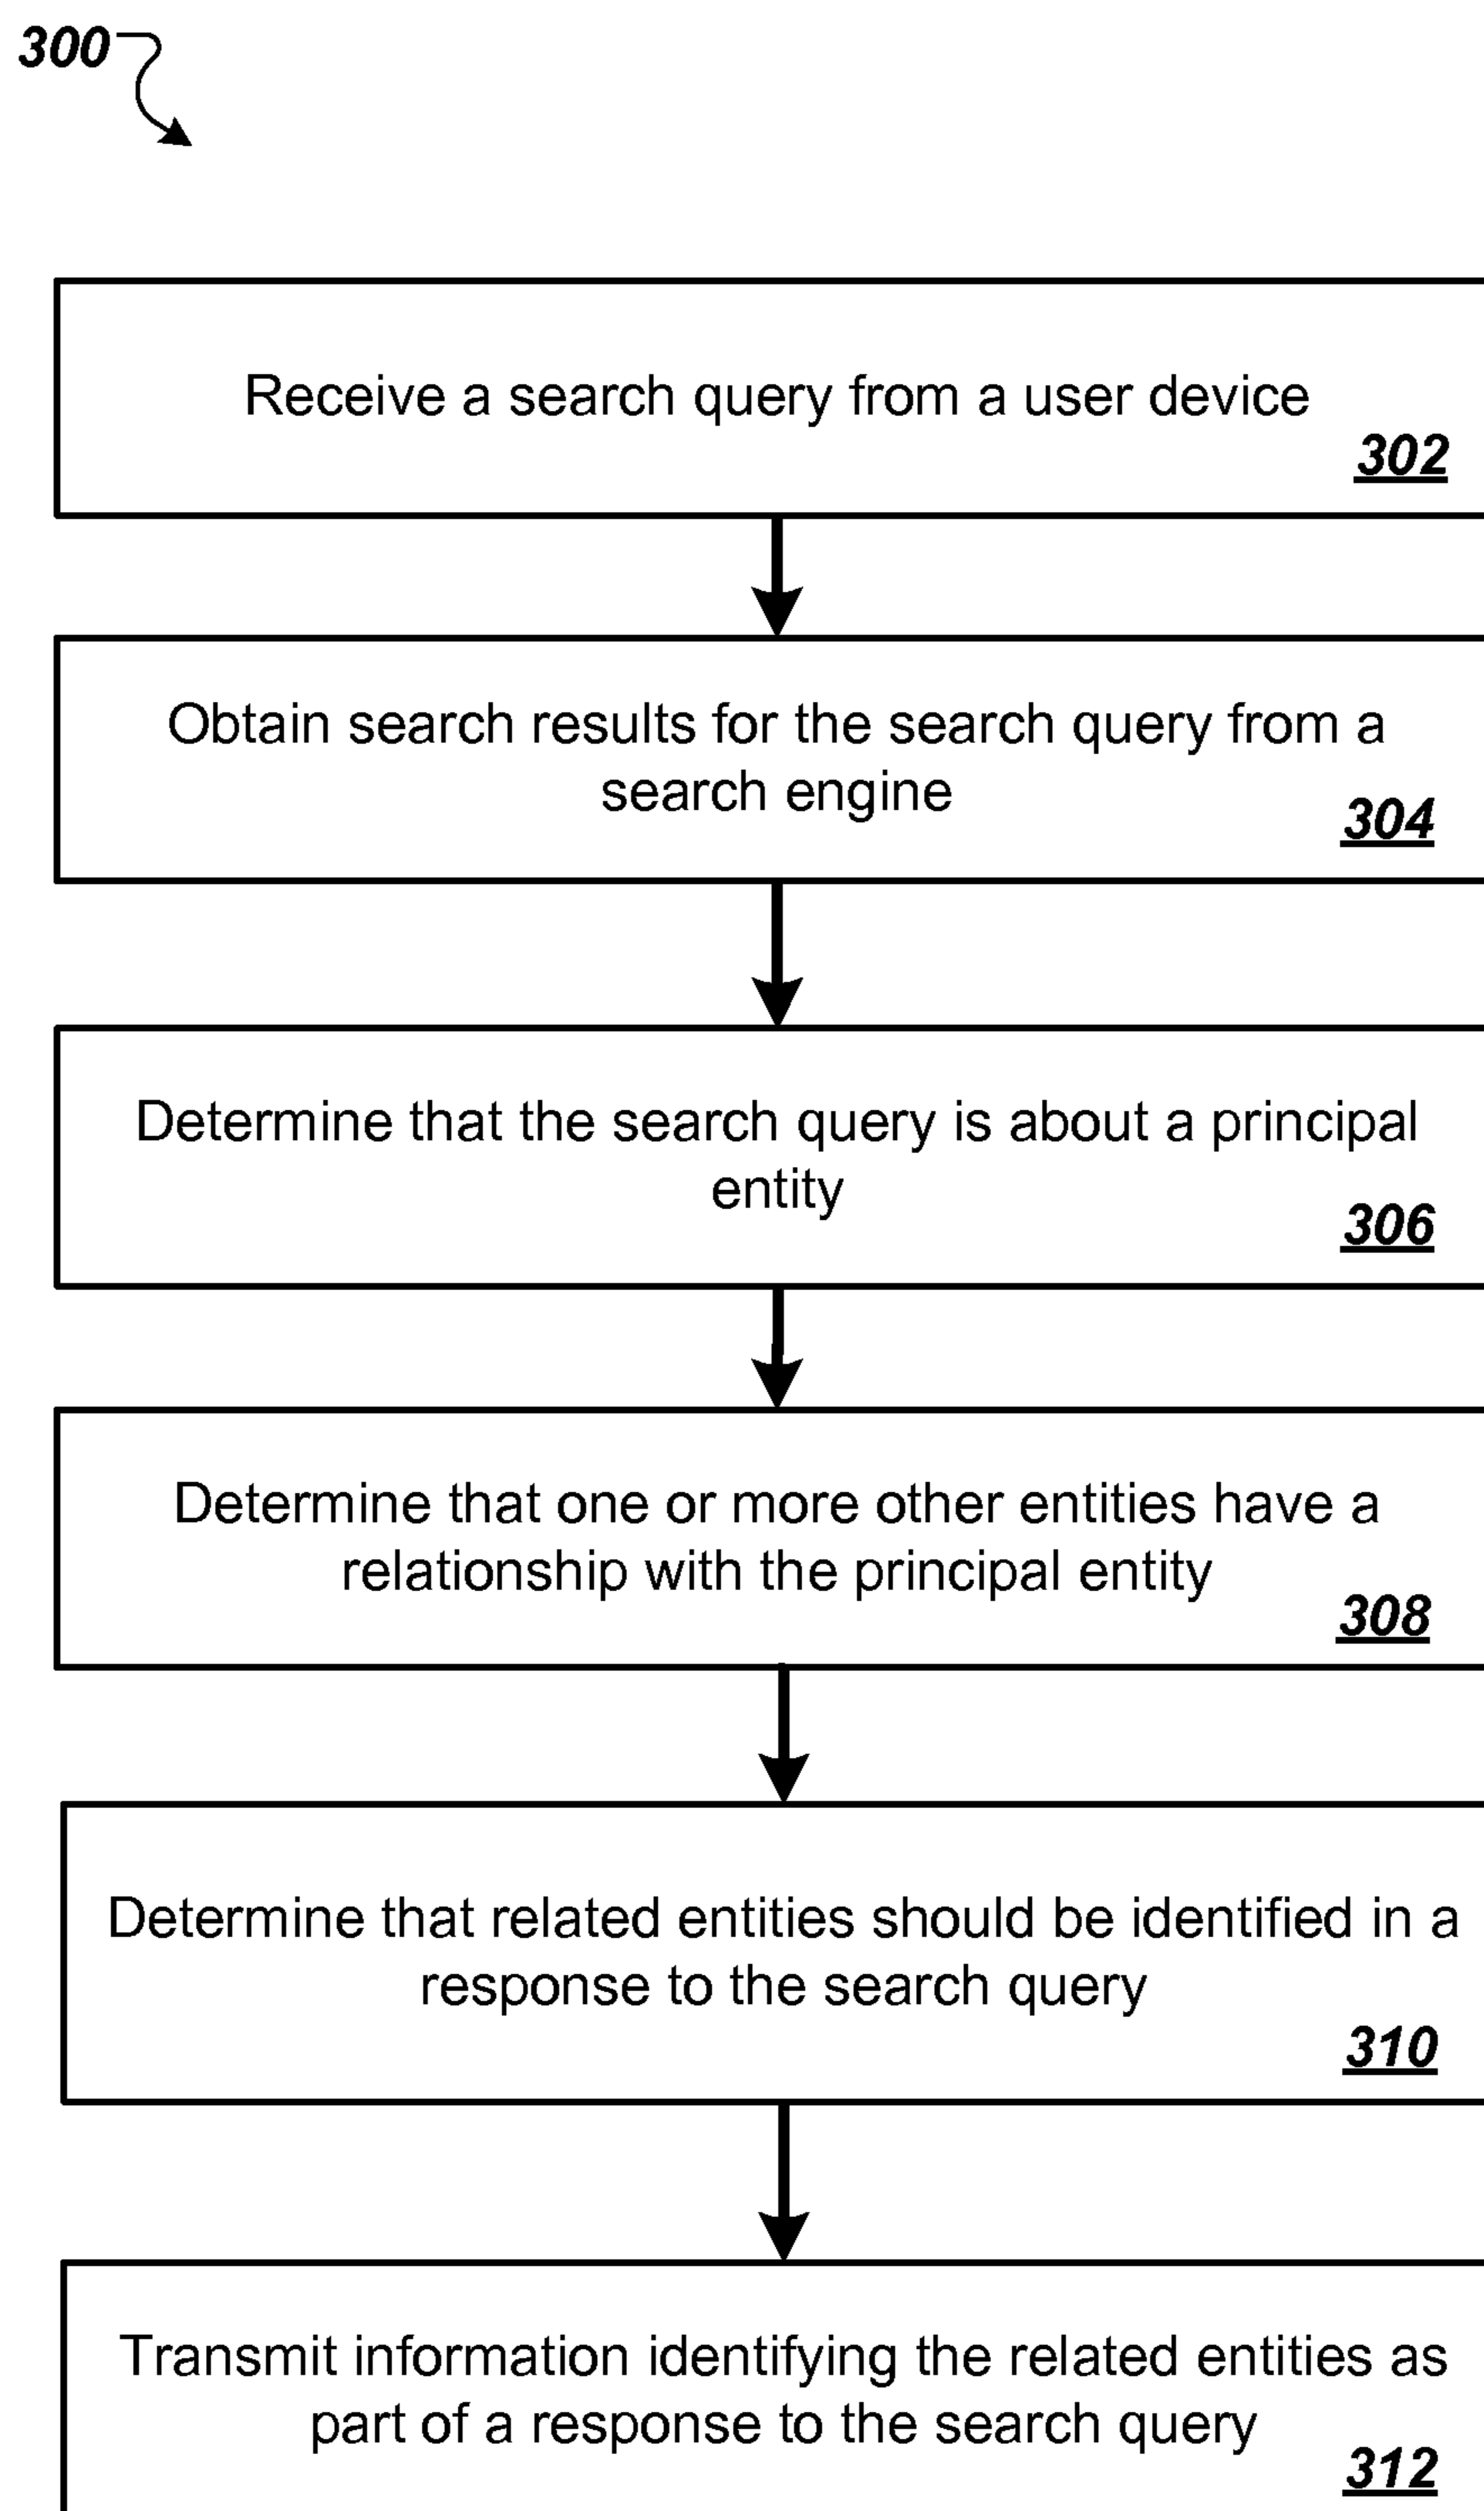 300
Receive a search query from a user device
302
Obtain search results for the search query from a
search engine
304
Determine that the search query is about a principal
entity
306
Determine that one or more other entities have a
relationship with the principal entity
308
Determine that related entities should be identified in a
response to the search query
310
Transmit information identifying the related entities as
part of a response to the search query
312